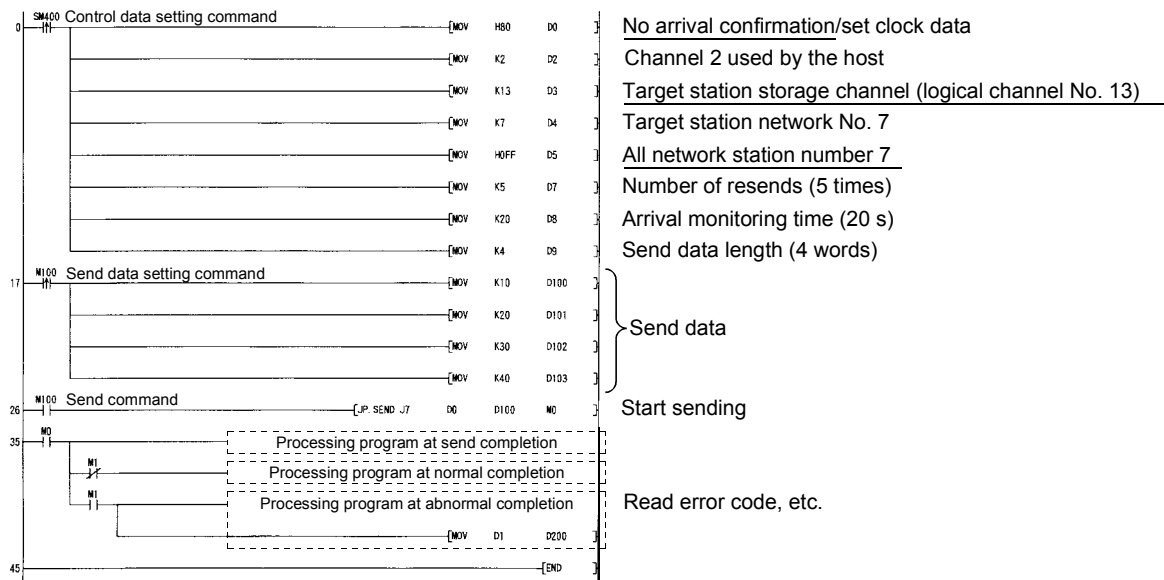 SM400 Control data setting command
0 [MOV H80 D0 ] No arrival confirmation/set clock data
[MOV K2 D2 ] Channel 2 used by the host
[MOV K13 D3 ] Target station storage channel (logical channel No. 13)
[MOV K7 D4 ] Target station network No. 7
[MOV H0FF D5 ] All network station number 7
[MOV K5 D7 ] Number of resends (5 times)
[MOV K20 D8 ] Arrival monitoring time (20 s)
[MOV K4 D9 ] Send data length (4 words)
M100 Send data setting command
17 [MOV K10 D100 ]
[MOV K20 D101 ]
Send data
[MOV K30 D102 ]
[MOV K40 D103 ]
M100 Send command
26 [JP.SEND J7 D0 D100 M0 ] Start sending
M0
35 Processing program at send completion
M1
Processing program at normal completion
M1
Processing program at abnormal completion Read error code, etc.
[MOV D1 D200 ]
45 [END ]